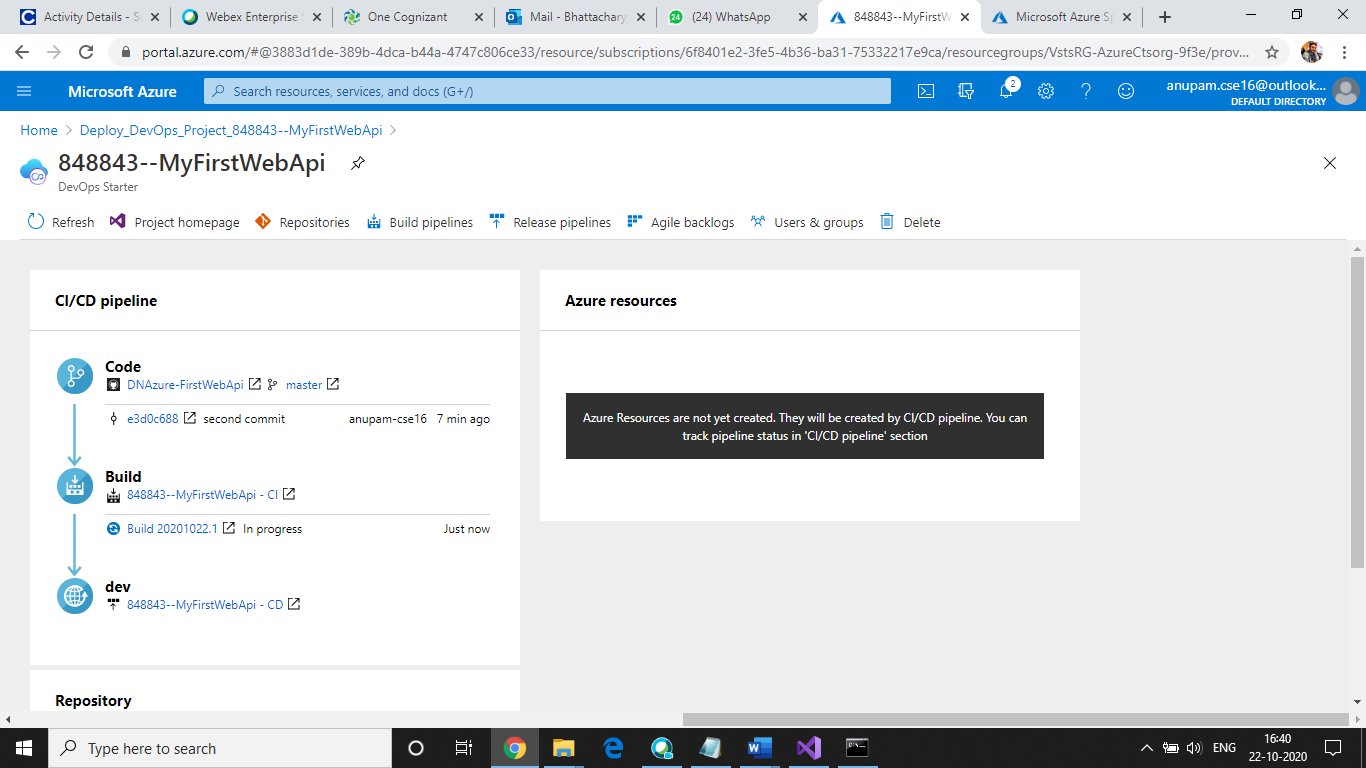 Activity Details - S
Webex Enterprise
One Cognizant
Mail - Bhattachary
(24) WhatsApp
848843--MyFirstW
Microsoft Azure Sp
portal.azure.com/#@3883d1de-389b-4dca-b44a-4747c806ce33/resource/subscriptions/6f8401e2-3fe5-4b36-ba31-75332217e9ca/resourcegroups/VstsRG-AzureCtsorg-9f3e/prov...
Microsoft Azure
Search resources, services, and docs (G+/)
2
anupam.cse16@outlook...
DEFAULT DIRECTORY
Home > Deploy_DevOps_Project_848843--MyFirstWebApi >
848843--MyFirstWebApi
DevOps Starter
Refresh
Project homepage
Repositories
Build pipelines
Release pipelines
Agile backlogs
Users & groups
Delete
CI/CD pipeline
Code
DNAzure-FirstWebApi master
e3d0c688 second commit anupam-cse16 7 min ago
Build
848843--MyFirstWebApi - CI
Build 20201022.1 In progress Just now
dev
848843--MyFirstWebApi - CD
Repository
Azure resources
Azure Resources are not yet created. They will be created by CI/CD pipeline. You can
track pipeline status in 'CI/CD pipeline' section
Type here to search
ENG
16:40
22-10-2020